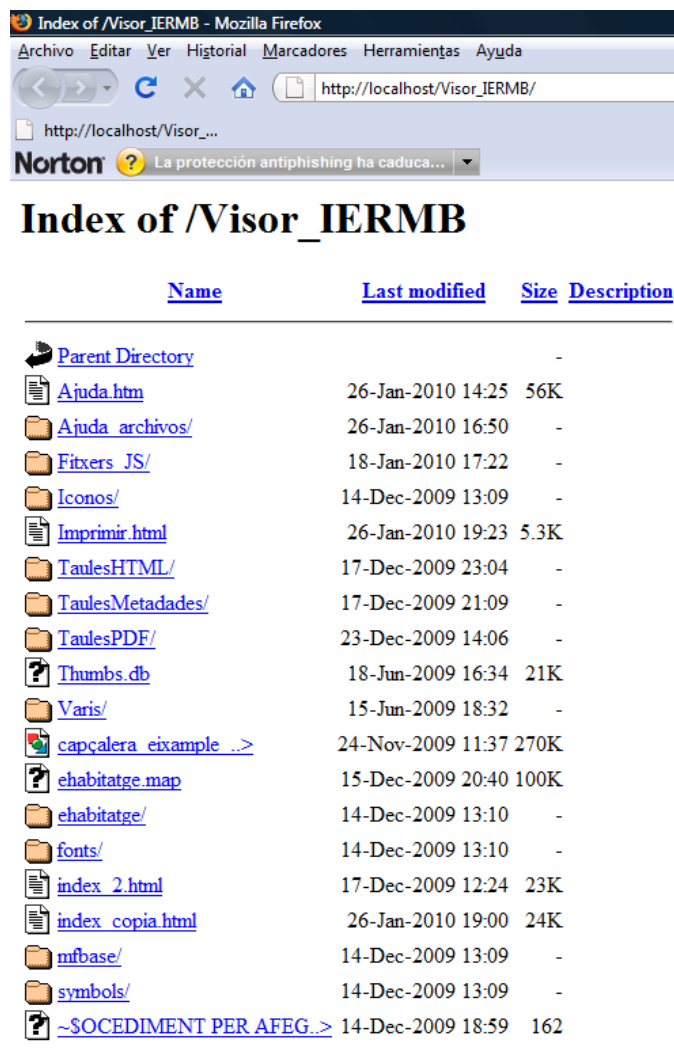 Index of /Visor_IERMB - Mozilla Firefox
Archivo Editar Ver Historial Marcadores Herramientas Ayuda
http://localhost/Visor_IERMB/
http://localhost/Visor_...
Norton ? La protección antiphishing ha caduca...
Index of /Visor_IERMB
Name Last modified Size Description
Parent Directory -
Ajuda.htm 26-Jan-2010 14:25 56K
Ajuda_archivos/ 26-Jan-2010 16:50 -
Fitxers_JS/ 18-Jan-2010 17:22 -
Iconos/ 14-Dec-2009 13:09 -
Imprimir.html 26-Jan-2010 19:23 5.3K
TaulesHTML/ 17-Dec-2009 23:04 -
TaulesMetadades/ 17-Dec-2009 21:09 -
TaulesPDF/ 23-Dec-2009 14:06 -
? Thumbs.db 18-Jun-2009 16:34 21K
Varis/ 15-Jun-2009 18:32 -
capçalera_eixample_..> 24-Nov-2009 11:37 270K
? ehabitatge.map 15-Dec-2009 20:40 100K
ehabitatge/ 14-Dec-2009 13:10 -
fonts/ 14-Dec-2009 13:10 -
index_2.html 17-Dec-2009 12:24 23K
index_copia.html 26-Jan-2010 19:00 24K
mfbase/ 14-Dec-2009 13:09 -
symbols/ 14-Dec-2009 13:09 -
? ~$OCEDIMENT PER AFEG..> 14-Dec-2009 18:59 162